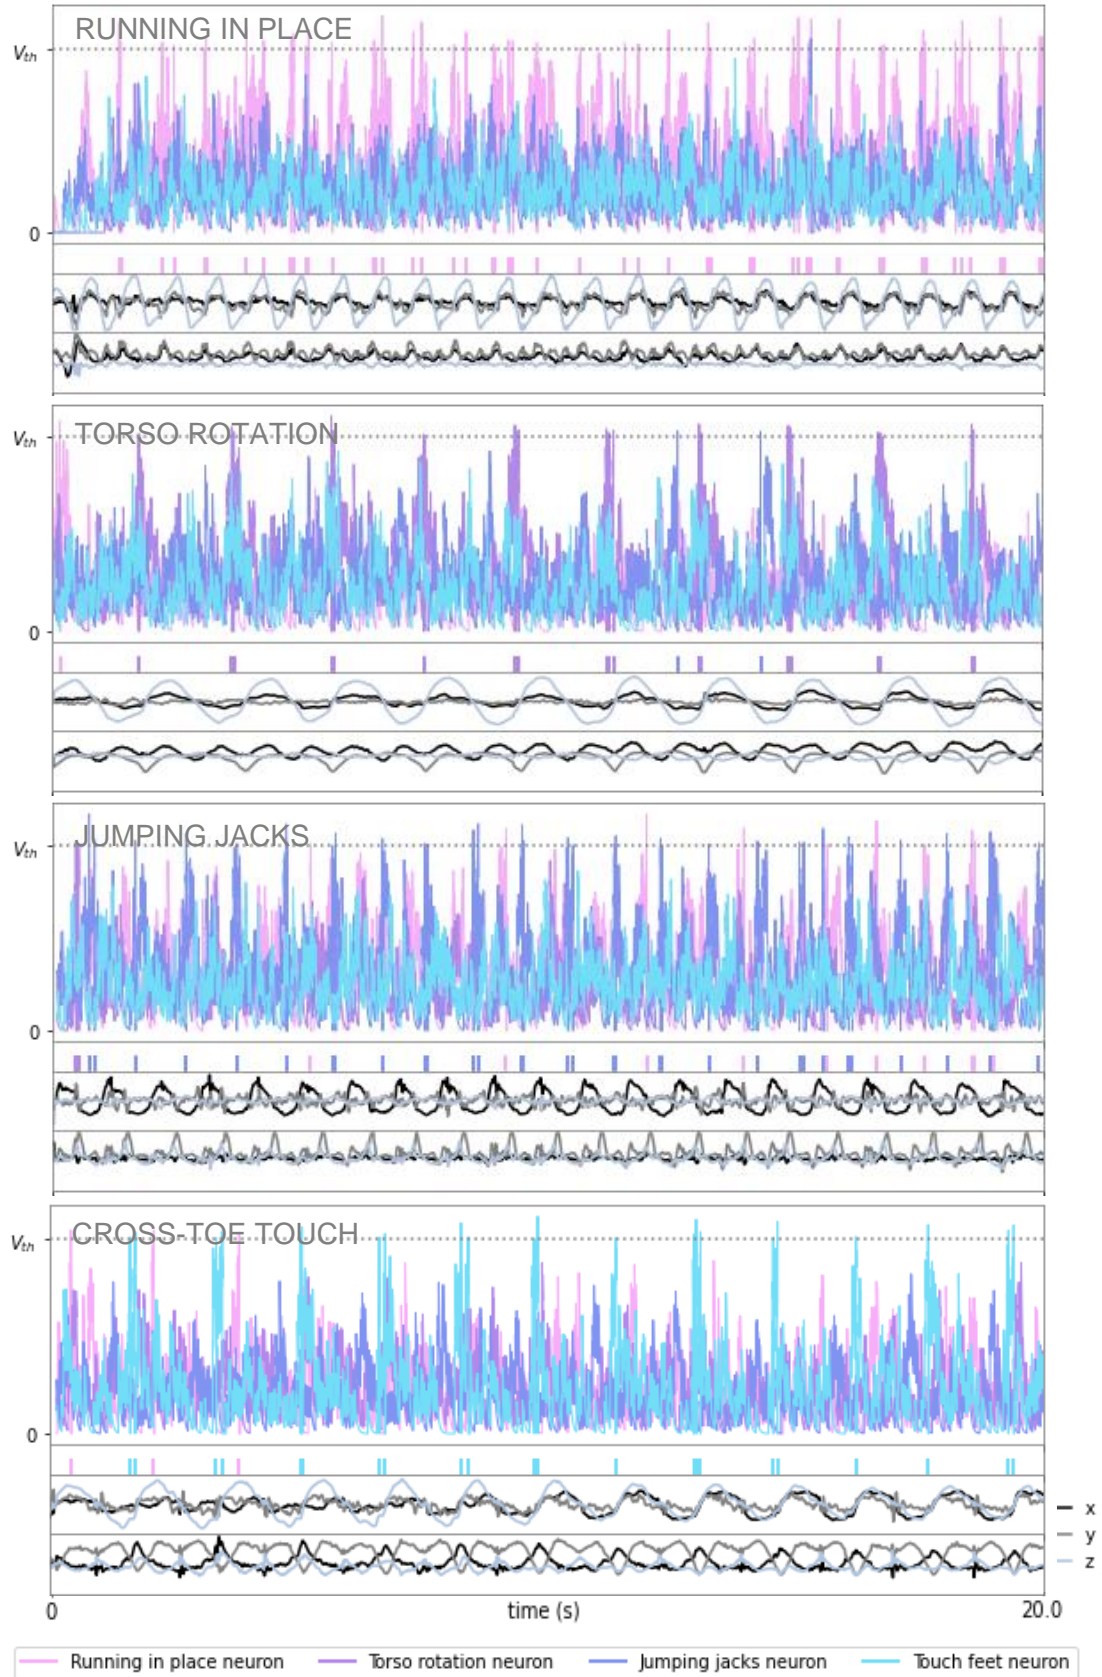 RUNNING IN PLACE
Vth
0
TORSO ROTATION
Vth
0
JUMPING JACKS
Vth
0
CROSS-TOE TOUCH
Vth
0
x
y
z
0 time (s) 20.0
Running in place neuron Torso rotation neuron Jumping jacks neuron Touch feet neuron